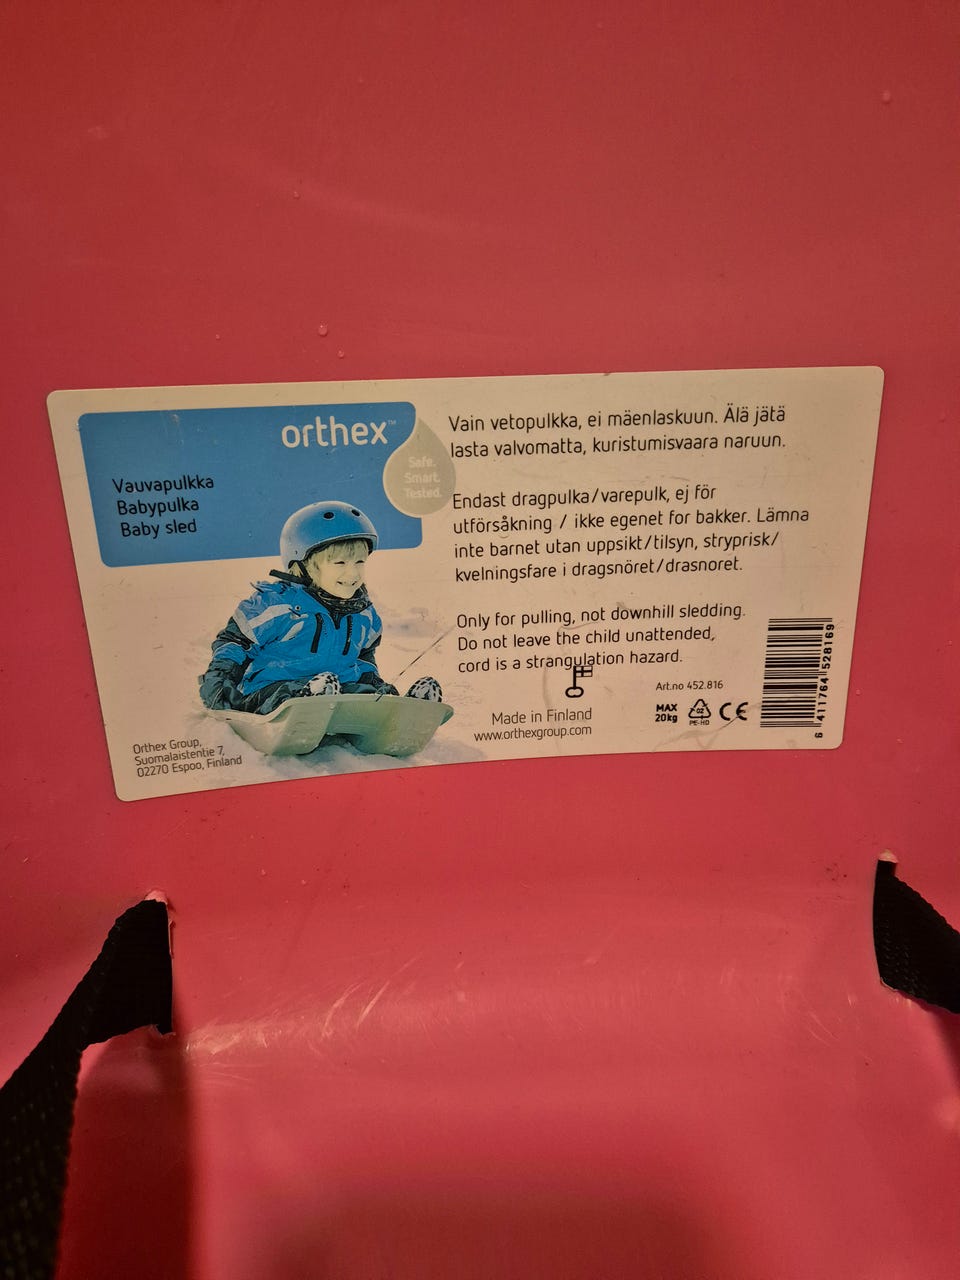 orthex™
Safe.
Smart.
Tested.
Vauvapulkka
Babypulka
Baby sled
Vain vetopulkka, ei mäenlaskuun. Älä jätä
lasta valvomatta, kuristumisvaara naruun.
Endast dragpulka/varepulk, ej för
utförsåkning / ikke egenet for bakker. Lämna
inte barnet utan uppsikt/tilsyn, stryprisk/
kvelningsfare i dragsnöret/drasnoret.
Only for pulling, not downhill sledding.
Do not leave the child unattended,
cord is a strangulation hazard.
Made in Finland
www.orthexgroup.com
Art.no 452.816
MAX
20kg
02
PE-HD
CE
6 411764 528169
Orthex Group,
Suomalaistentie 7,
02270 Espoo, Finland